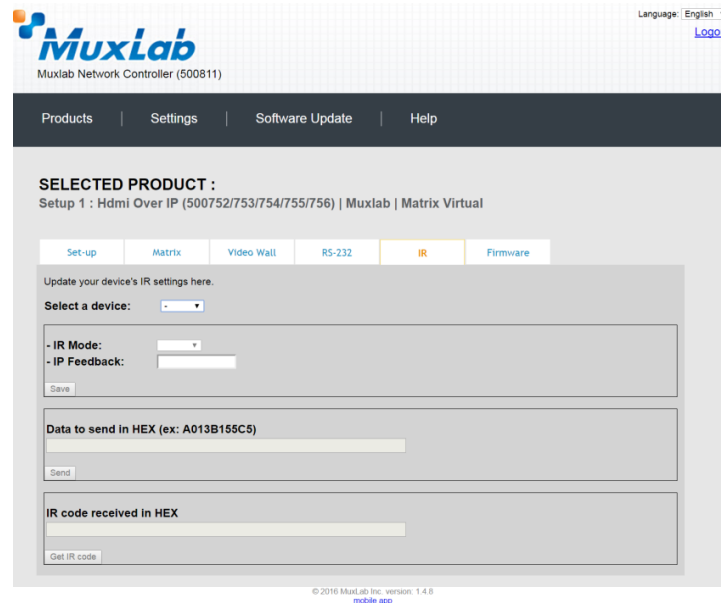 Language: English
Logo
MuxLab
Muxlab Network Controller (500811)
Products | Settings | Software Update | Help
SELECTED PRODUCT :
Setup 1 : Hdmi Over IP (500752/753/754/755/756) | Muxlab | Matrix Virtual
Set-up Matrix Video Wall RS-232 IR Firmware
Update your device's IR settings here.
Select a device: -
- IR Mode:
- IP Feedback:
Save
Data to send in HEX (ex: A013B155C5)
Send
IR code received in HEX
Get IR code
© 2016 MuxLab Inc. version: 1.4.8
mobile app